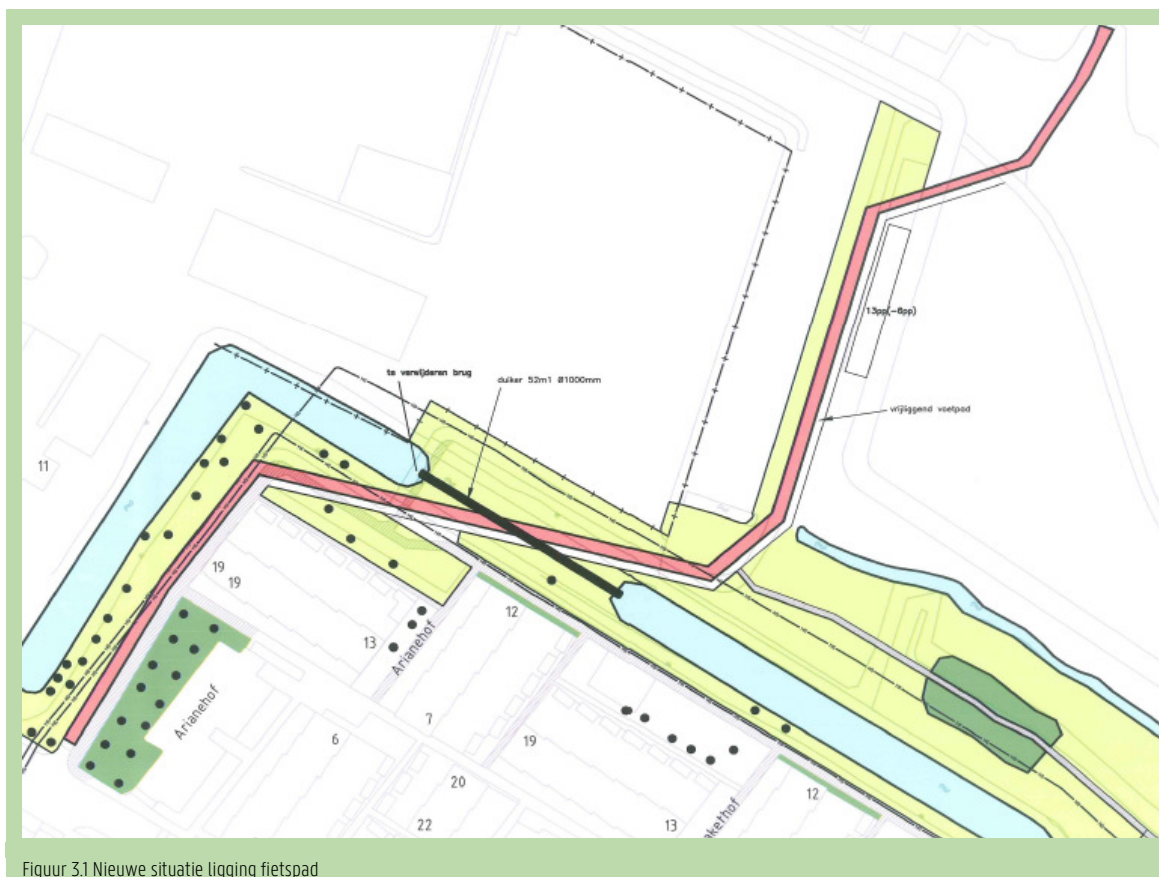 13pp(-8pp)
te verwijderen brug
duiker 52m1 Ø1000mm
vrijliggend voetpad
11
19
19
12
13
Arianehof
Arianehof
7
6
19
20
12
22
13
akethof
Figuur 3.1 Nieuwe situatie ligging fietspad